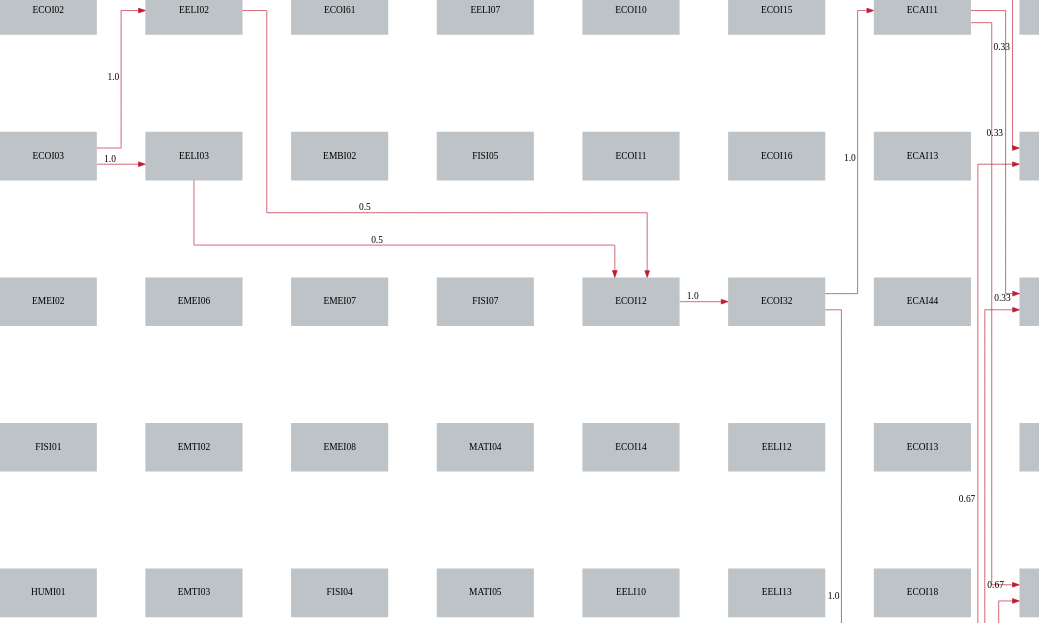 ECOI02
EELI02
ECOI61
EELI07
ECOI10
ECOI15
ECAI11
0.33
1.0
0.33
ECOI03
1.0
EELI03
EMBI02
FISI05
ECOI11
ECOI16
1.0
ECAI13
0.5
0.5
EMEI02
EMEI06
EMEI07
FISI07
ECOI12
1.0
ECOI32
ECAI44
0.33
FISI01
EMTI02
EMEI08
MATI04
ECOI14
EELI12
ECOI13
0.67
HUMI01
EMTI03
FISI04
MATI05
EELI10
EELI13
1.0
ECOI18
0.67